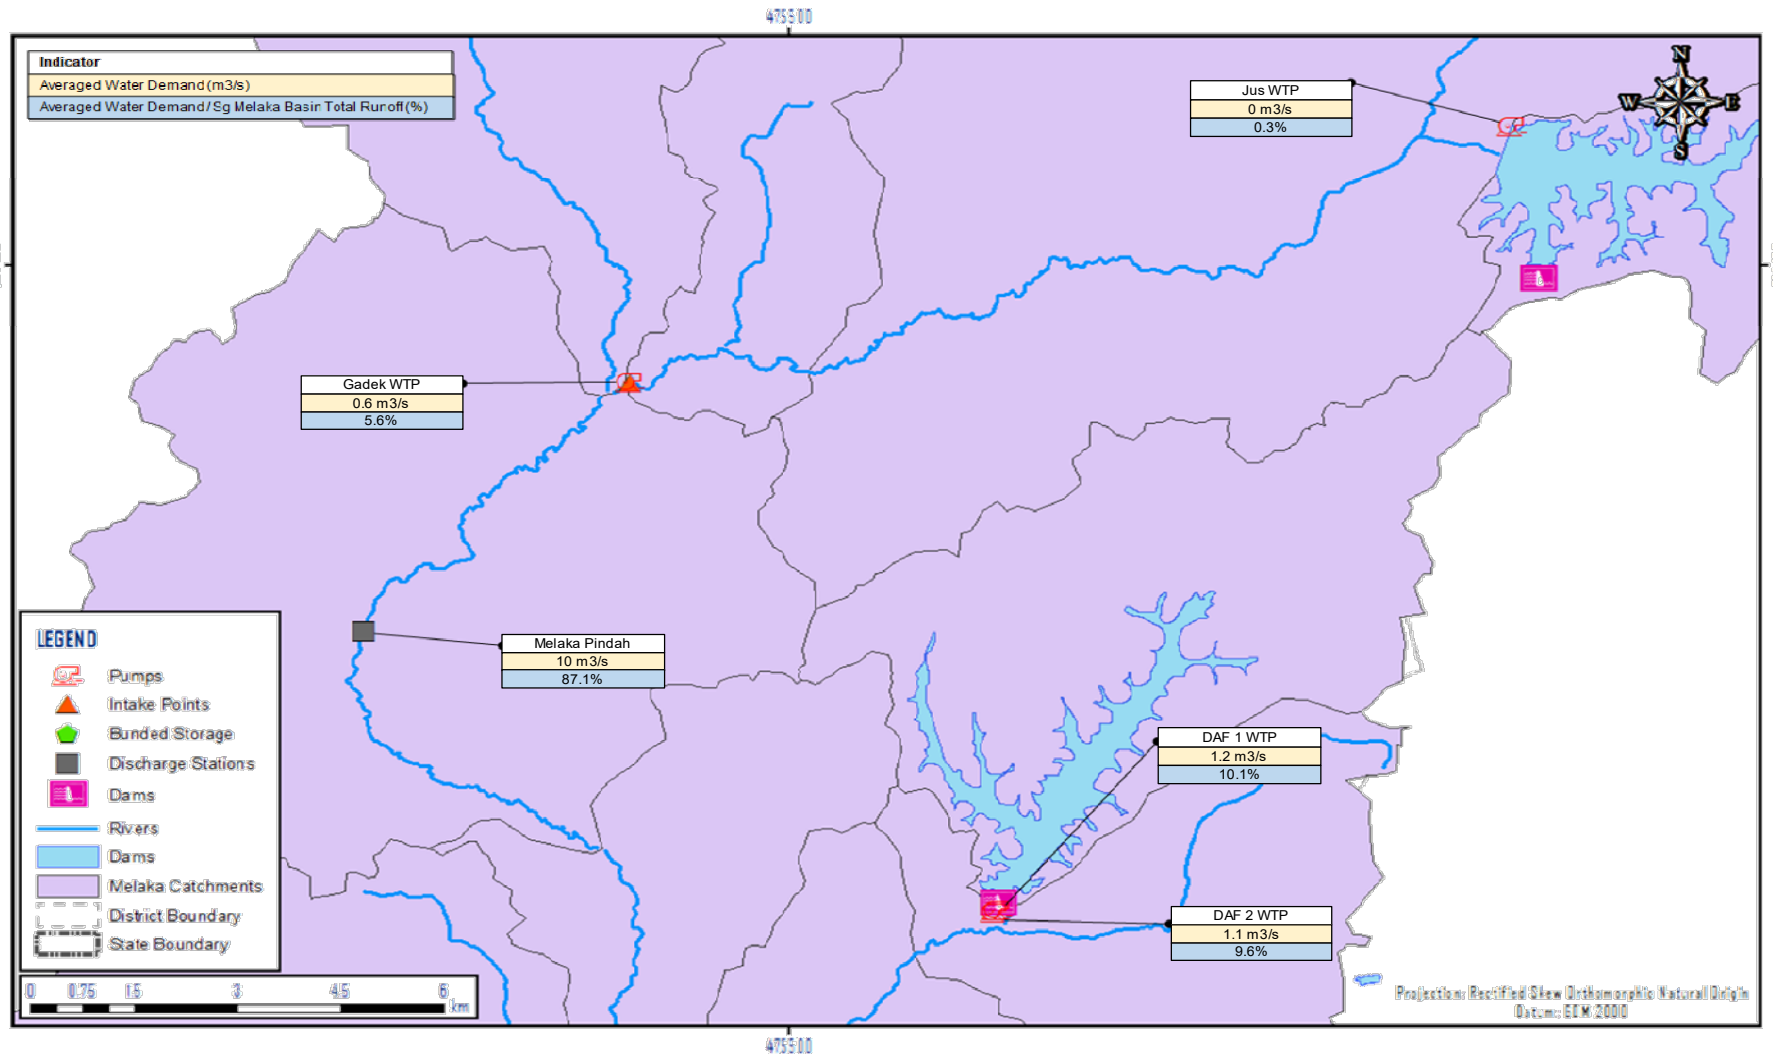 475500
Indicator
Averaged Water Demand (m3/s)
Averaged Water Demand/Sg Melaka Basin Total Runoff (%)
N
W
E
S
Jus WTP
0 m3/s
0.3%
Gadek WTP
0.6 m3/s
5.6%
Melaka Pindah
10 m3/s
87.1%
DAF 1 WTP
1.2 m3/s
10.1%
DAF 2 WTP
1.1 m3/s
9.6%
LEGEND
Pumps
Intake Points
Bunded Storage
Discharge Stations
Dams
Rivers
Dams
Melaka Catchments
District Boundary
State Boundary
0 0.75 1.5 3 4.5 6
km
Projection: Rectified Skew Orthomorphic Natural Origin
475500